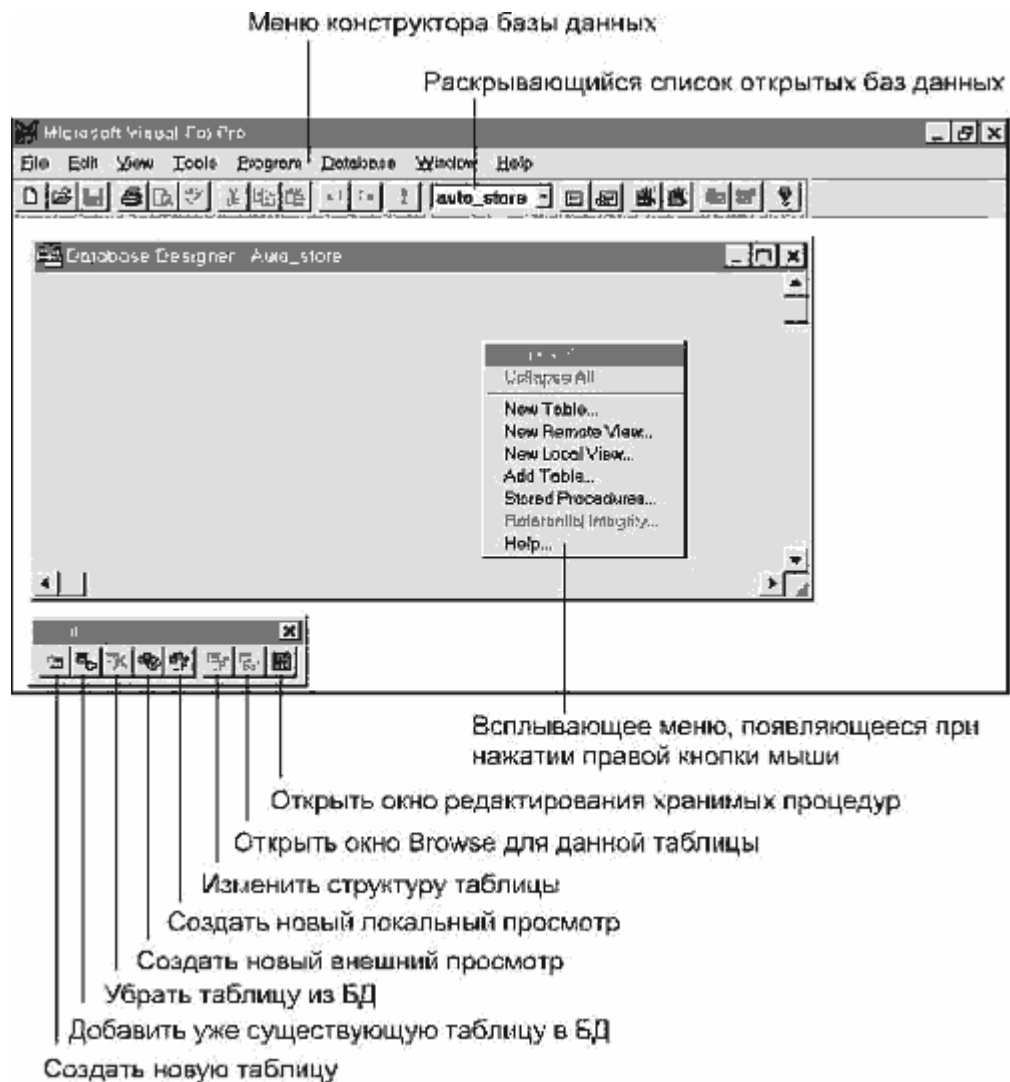 Меню конструктора базы данных
Раскрывающийся список открытых баз данных
Microsoft Visual FoxPro
File Edit View Tools Program Database Window Help
auto_store
Database Designer Auto_store
Collapse All
New Table...
New Remote View...
New Local View...
Add Table...
Stored Procedures...
Referential Integrity...
Help...
Всплывающее меню, появляющееся при
нажатии правой кнопки мыши
Открыть окно редактирования хранимых процедур
Открыть окно Browse для данной таблицы
Изменить структуру таблицы
Создать новый локальный просмотр
Создать новый внешний просмотр
Убрать таблицу из БД
Добавить уже существующую таблицу в БД
Создать новую таблицу